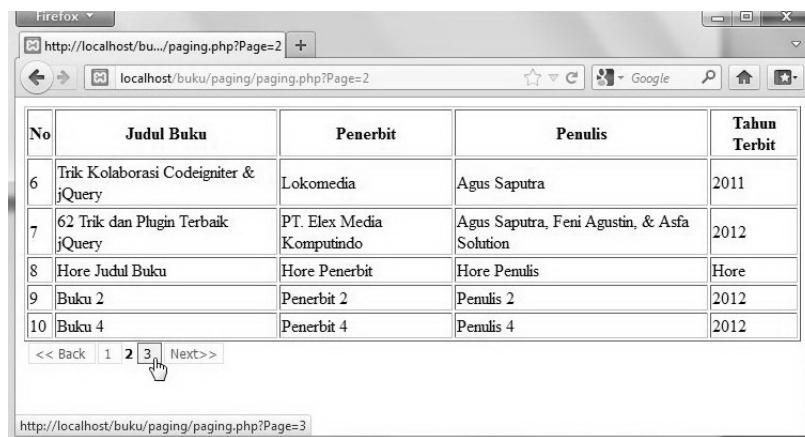 Firefox
http://localhost/bu.../paging.php?Page=2 +
localhost/buku/paging/paging.php?Page=2 Google
No Judul Buku Penerbit Penulis Tahun Terbit
6 Trik Kolaborasi Codeigniter & jQuery Lokomedia Agus Saputra 2011
7 62 Trik dan Plugin Terbaik jQuery PT. Elex Media Komputindo Agus Saputra, Feni Agustin, & Asfa Solution 2012
8 Hore Judul Buku Hore Penerbit Hore Penulis Hore
9 Buku 2 Penerbit 2 Penulis 2 2012
10 Buku 4 Penerbit 4 Penulis 4 2012
<< Back 1 2 3 Next>>
http://localhost/buku/paging/paging.php?Page=3